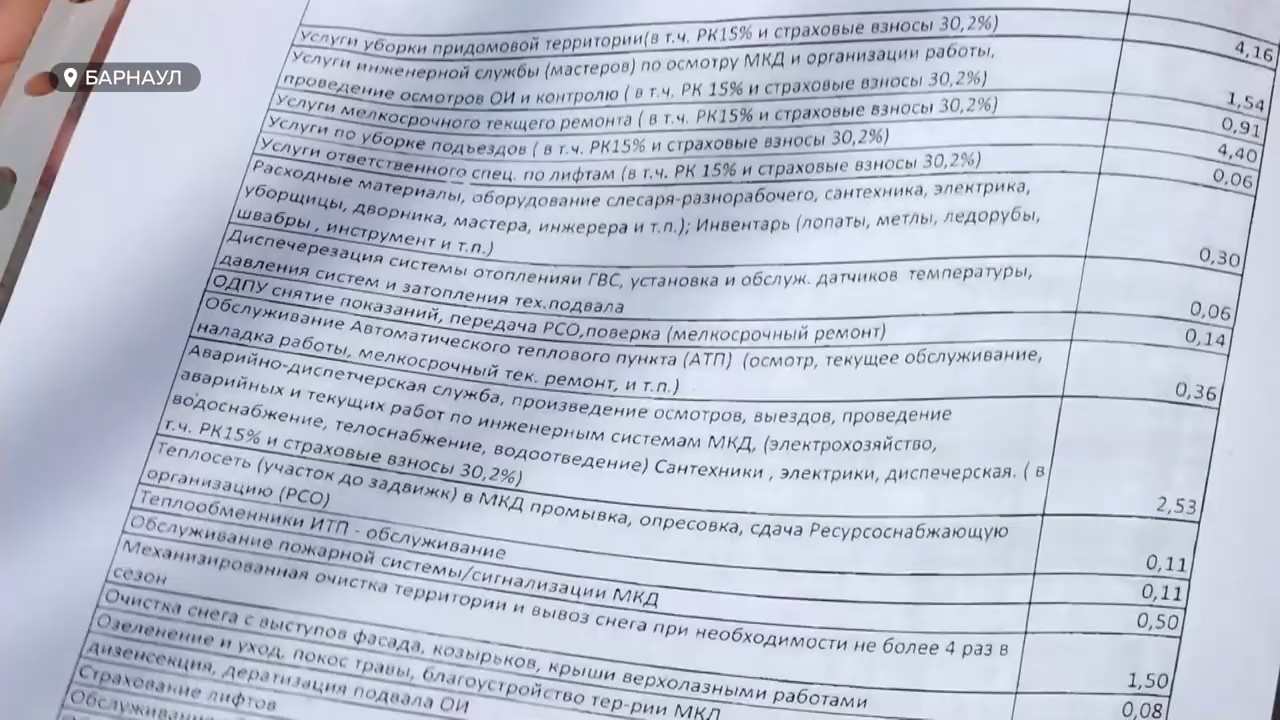 БАРНАУЛ
Услуги уборки придомовой территории(в т.ч. РК15% и страховые взносы 30,2%)
4,16
Услуги инженерной службы (мастеров) по осмотру МКД и организации работы,
проведение осмотров ОИ и контролю ( в т.ч. РК 15% и страховые взносы 30,2%)
1,54
Услуги мелкосрочного текщего ремонта ( в т.ч. РК15% и страховые взносы 30,2%)
0,91
Услуги по уборке подъездов ( в т.ч. РК15% и страховые взносы 30,2%)
4,40
Услуги ответственного спец. по лифтам (в т.ч. РК 15% и страховые взносы 30,2%)
0,06
Расходные материалы, оборудование слесаря-разнорабочего, сантехника, электрика,
уборщицы, дворника, мастера, инжерера и т.п.); Инвентарь (лопаты, метлы, ледорубы,
швабры , инструмент и т.п.)
0,30
Диспечерезация системы отопленияи ГВС, установка и обслуж. датчиков температуры,
давления систем и затопления тех.подвала
0,06
ОДПУ снятие показаний, передача РСО,поверка (мелкосрочный ремонт)
0,14
Обслуживание Автоматического теплового пункта (АТП) (осмотр, текущее обслуживание,
наладка работы, мелкосрочный тек. ремонт, и т.п.)
0,36
Аварийно-диспетчерская служба, произведение осмотров, выездов, проведение
аварийных и текущих работ по инженерным системам МКД, (электрохозяйство,
водоснабжение, телоснабжение, водоотведение) Сантехники , электрики, диспечерская. ( в
т.ч. РК15% и страховые взносы 30,2%)
2,53
Теплосеть (участок до задвижк) в МКД промывка, опресовка, сдача Ресурсоснабжающую
организацию (РСО)
0,11
Теплообменники ИТП - обслуживание
0,11
Обслуживание пожарной системы/сигнализации МКД
0,50
Механизированная очистка территории и вывоз снега при необходимости не более 4 раз в
сезон
1,50
Очистка снега с выступов фасада, козырьков, крыши верхолазными работами
0,08
Озеленение и уход, покос травы, благоустройство тер-рии МКД
дизенсекция, дератизация подвала ОИ
Страхование лифтов
Обслуживание